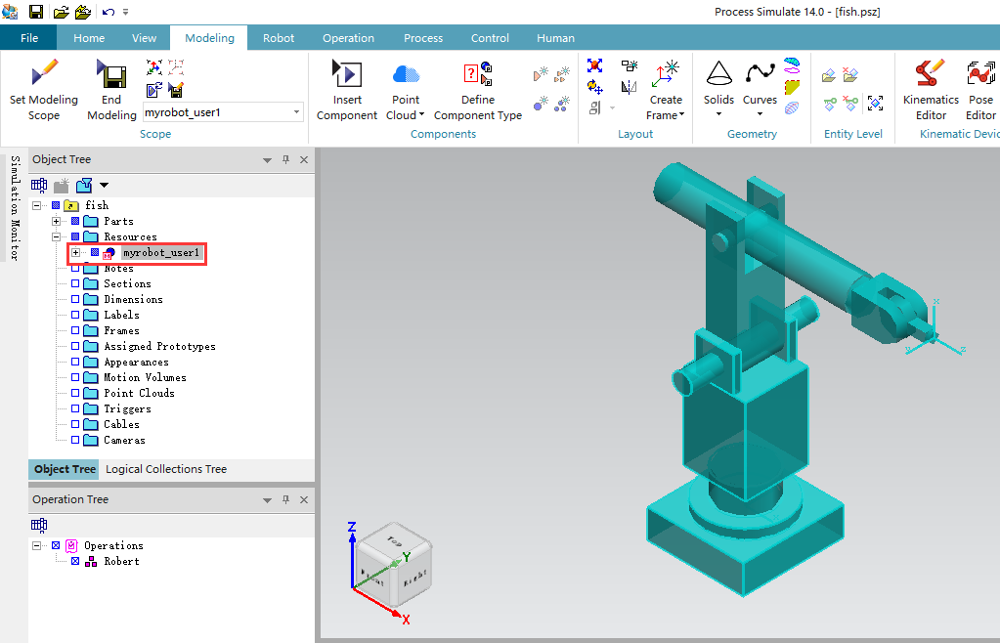 Process Simulate 14.0 - [fish.psz]
File Home View Modeling Robot Operation Process Control Human
Set Modeling Scope
End Modeling
myrobot_user1
Scope
Insert Component
Point Cloud
Define Component Type
Components
Create Frame
Layout
Solids
Curves
Geometry
Entity Level
Kinematics Editor
Pose Editor
Kinematic Devic
Simulation Monitor
Object Tree
fish
Parts
Resources
myrobot_user1
Notes
Sections
Dimensions
Labels
Frames
Assigned Prototypes
Appearances
Motion Volumes
Point Clouds
Triggers
Cables
Cameras
Object Tree Logical Collections Tree
Operation Tree
Operations
Robert
x
y
z
Z
Y
X
Top
Front
Right